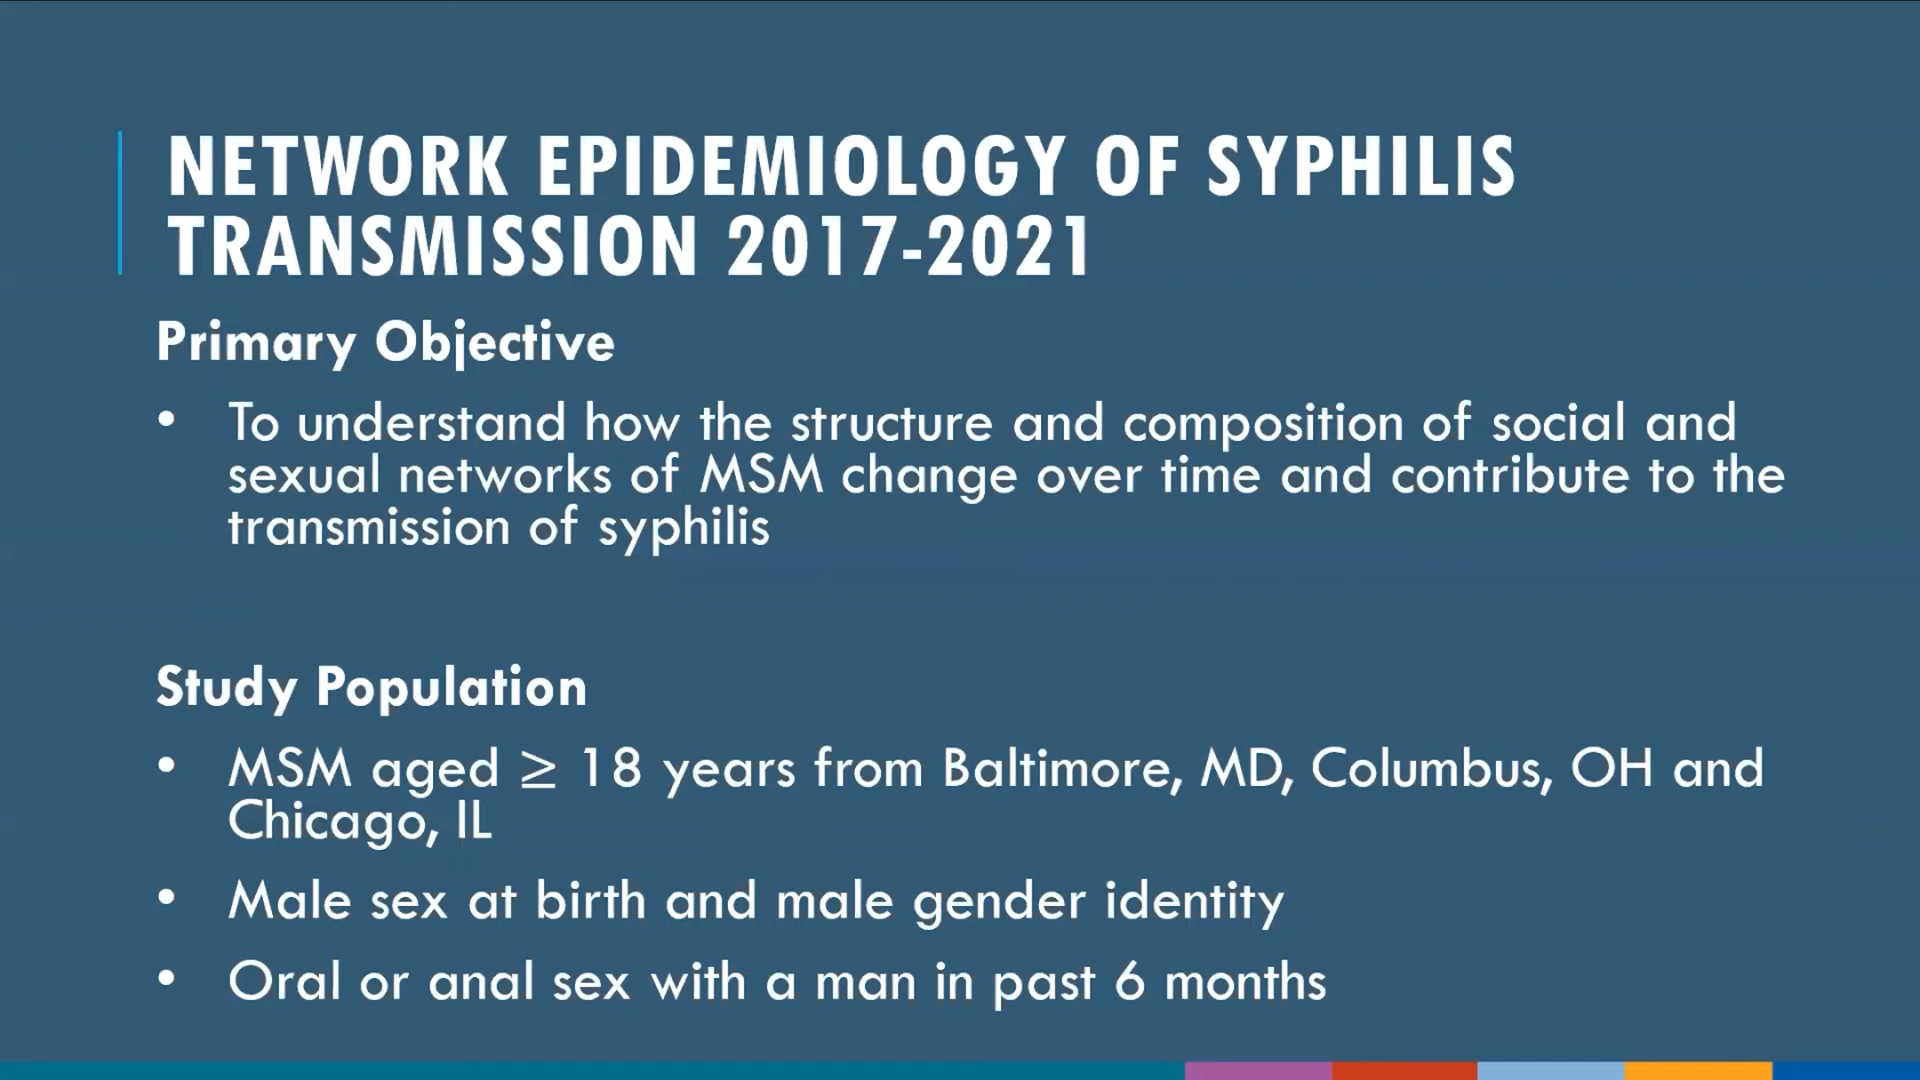 NETWORK EPIDEMIOLOGY OF SYPHILIS
TRANSMISSION 2017-2021
Primary Objective
• To understand how the structure and composition of social and
sexual networks of MSM change over time and contribute to the
transmission of syphilis
Study Population
• MSM aged ≥ 18 years from Baltimore, MD, Columbus, OH and
Chicago, IL
• Male sex at birth and male gender identity
• Oral or anal sex with a man in past 6 months